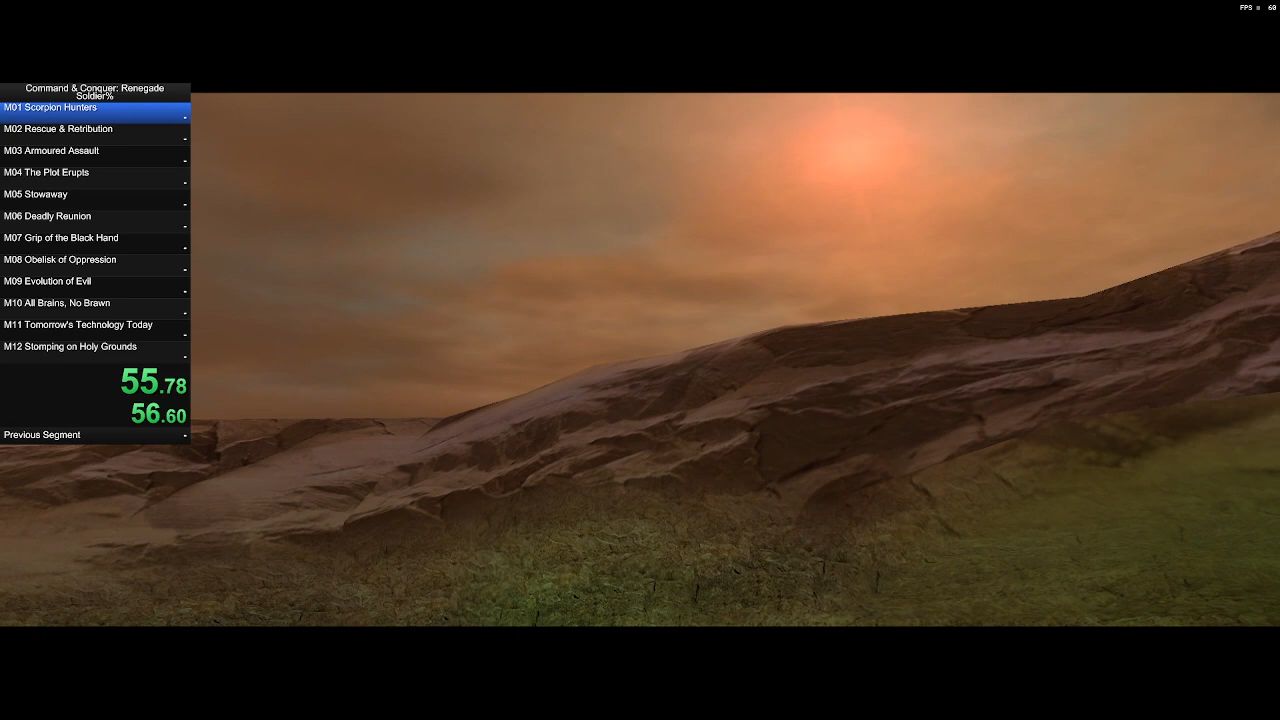 FPS = 60
Command & Conquer: Renegade
Soldier%
M01 Scorpion Hunters
-
M02 Rescue & Retribution
-
M03 Armoured Assault
-
M04 The Plot Erupts
-
M05 Stowaway
-
M06 Deadly Reunion
-
M07 Grip of the Black Hand
-
M08 Obelisk of Oppression
-
M09 Evolution of Evil
-
M10 All Brains, No Brawn
-
M11 Tomorrow's Technology Today
-
M12 Stomping on Holy Grounds
-
55.78
56.60
Previous Segment -